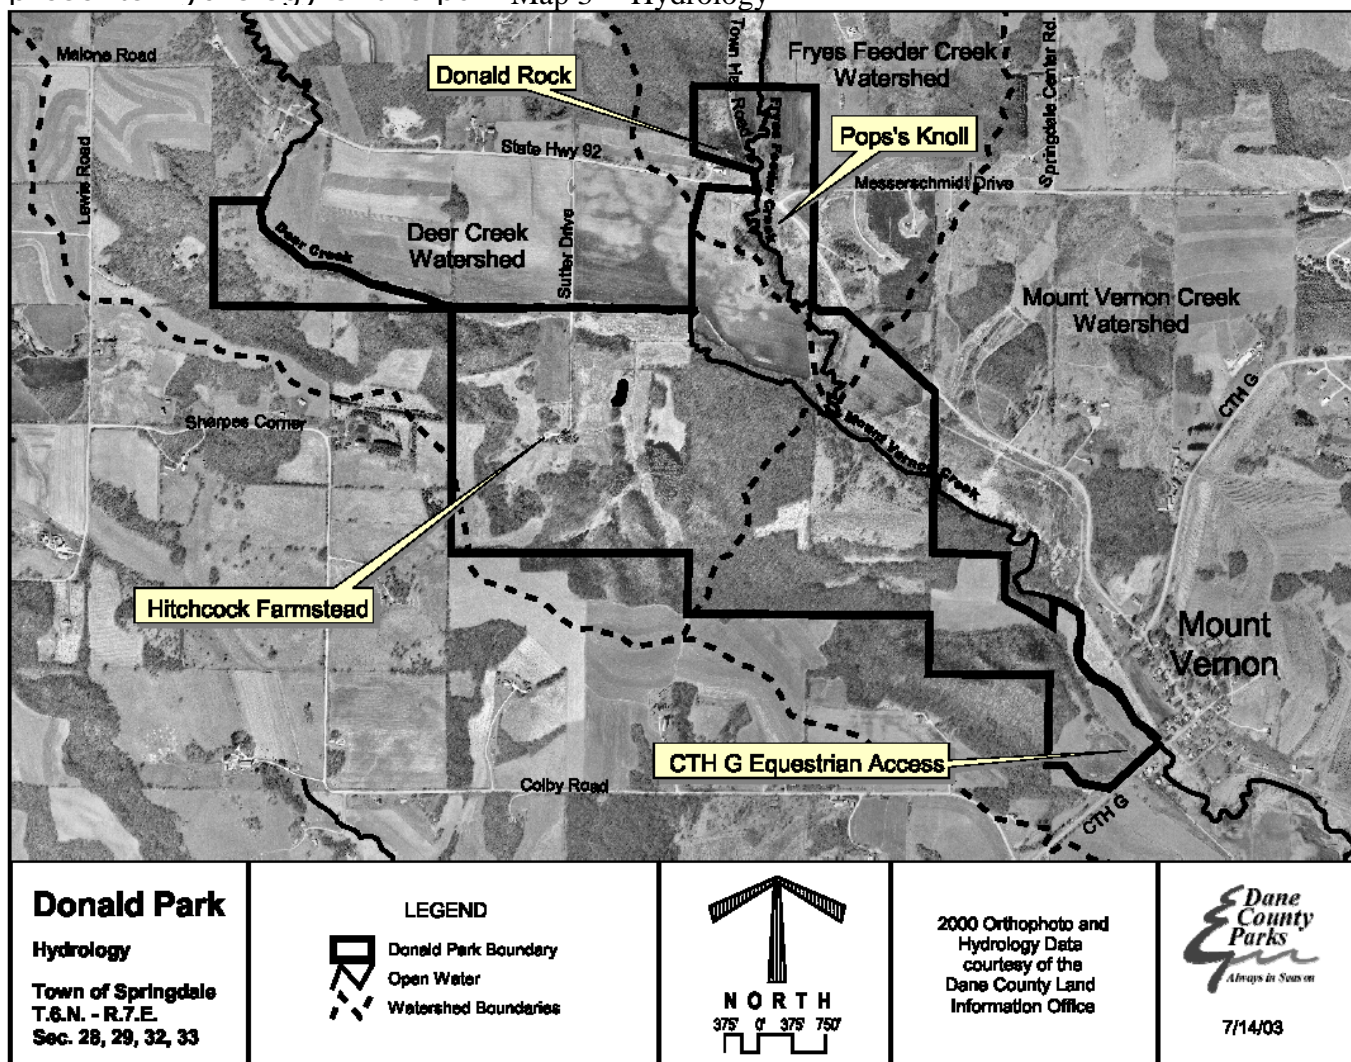 Map 3 - Hydrology
Malone Road
Donald Rock
Fryes Feeder Creek
Watershed
Springdale Center Rd.
Lewis Road
State Hwy 92
Pops's Knoll
Messerschmidt Drive
Deer Creek
Deer Creek
Watershed
Sutter Drive
Mount Vernon Creek
Watershed
CTH G
Sharpes Corner
Mount Vernon Creek
Hitchcock Farmstead
Mount
Vernon
CTH G Equestrian Access
Colby Road
CTH G
Donald Park
Hydrology
Town of Springdale
T.6.N. - R.7.E.
Sec. 28, 29, 32, 33
LEGEND
Donald Park Boundary
Open Water
Watershed Boundaries
NORTH
375' 0' 375' 750'
2000 Orthophoto and
Hydrology Data
courtesy of the
Dane County Land
Information Office
Dane
County
Parks
Always in Season
7/14/03